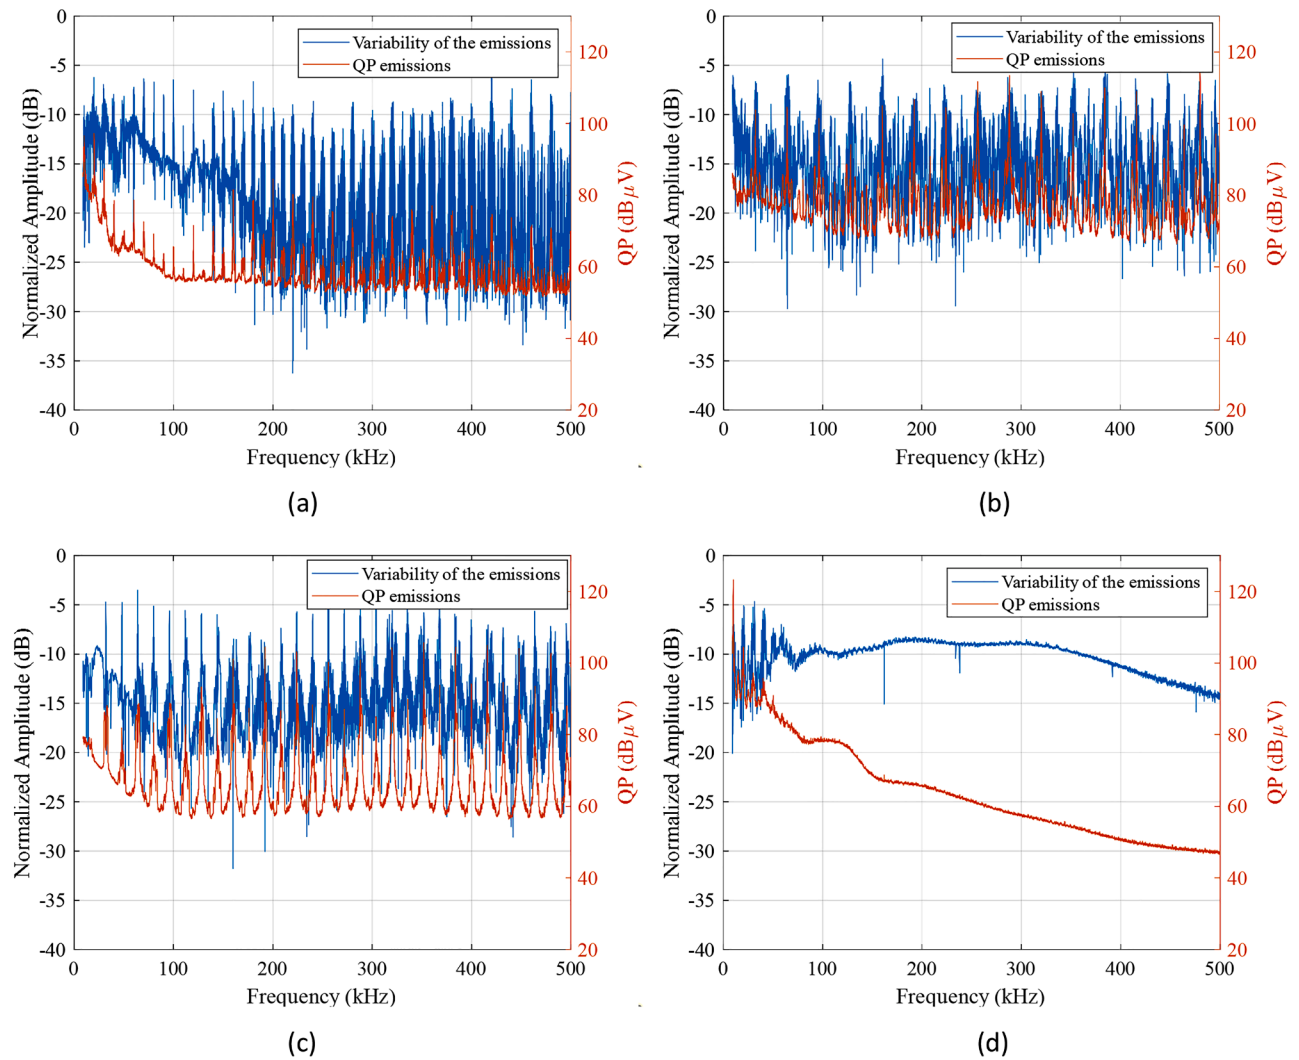 Variability of the emissions
QP emissions
0
-5
-10
-15
-20
-25
-30
-35
-40
Normalized Amplitude (dB)
120
100
80
60
40
20
QP (dBμV)
0 100 200 300 400 500
Frequency (kHz)
(a)
Variability of the emissions
QP emissions
0
-5
-10
-15
-20
-25
-30
-35
-40
Normalized Amplitude (dB)
120
100
80
60
40
20
QP (dBμV)
0 100 200 300 400 500
Frequency (kHz)
(b)
Variability of the emissions
QP emissions
0
-5
-10
-15
-20
-25
-30
-35
-40
Normalized Amplitude (dB)
120
100
80
60
40
20
QP (dBμV)
0 100 200 300 400 500
Frequency (kHz)
(c)
Variability of the emissions
QP emissions
0
-5
-10
-15
-20
-25
-30
-35
-40
Normalized Amplitude (dB)
120
100
80
60
40
20
QP (dBμV)
0 100 200 300 400 500
Frequency (kHz)
(d)